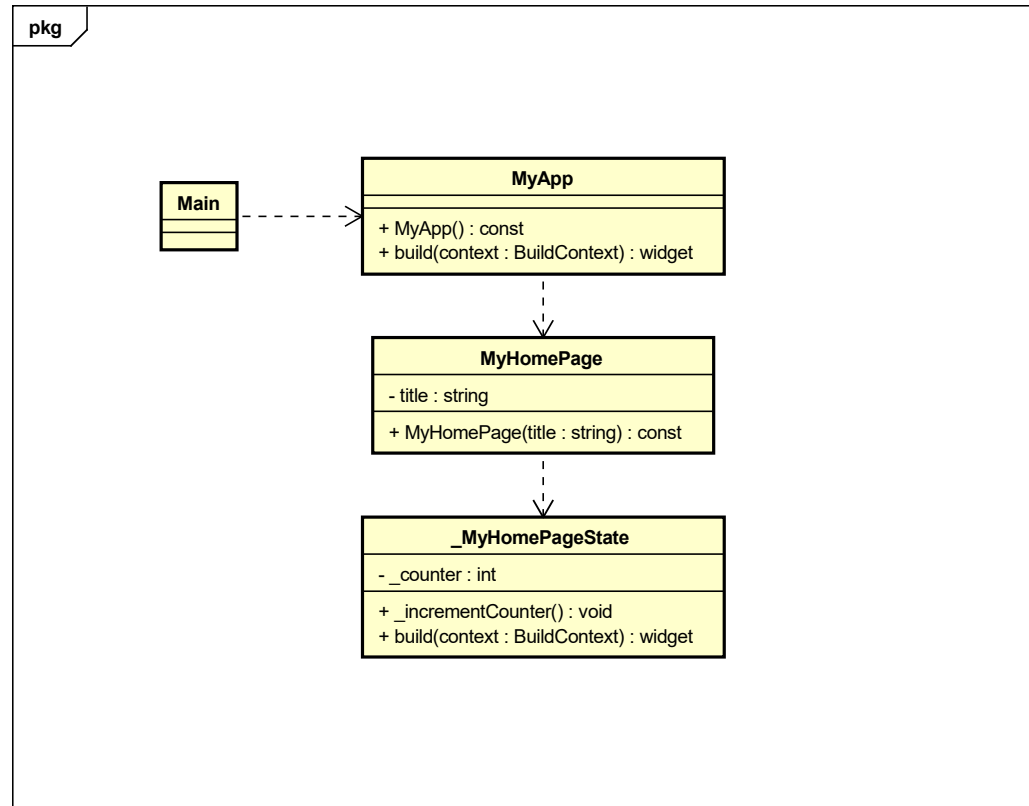 pkg
Main
MyApp
+ MyApp() : const
+ build(context : BuildContext) : widget
MyHomePage
- title : string
+ MyHomePage(title : string) : const
_MyHomePageState
- _counter : int
+ _incrementCounter() : void
+ build(context : BuildContext) : widget